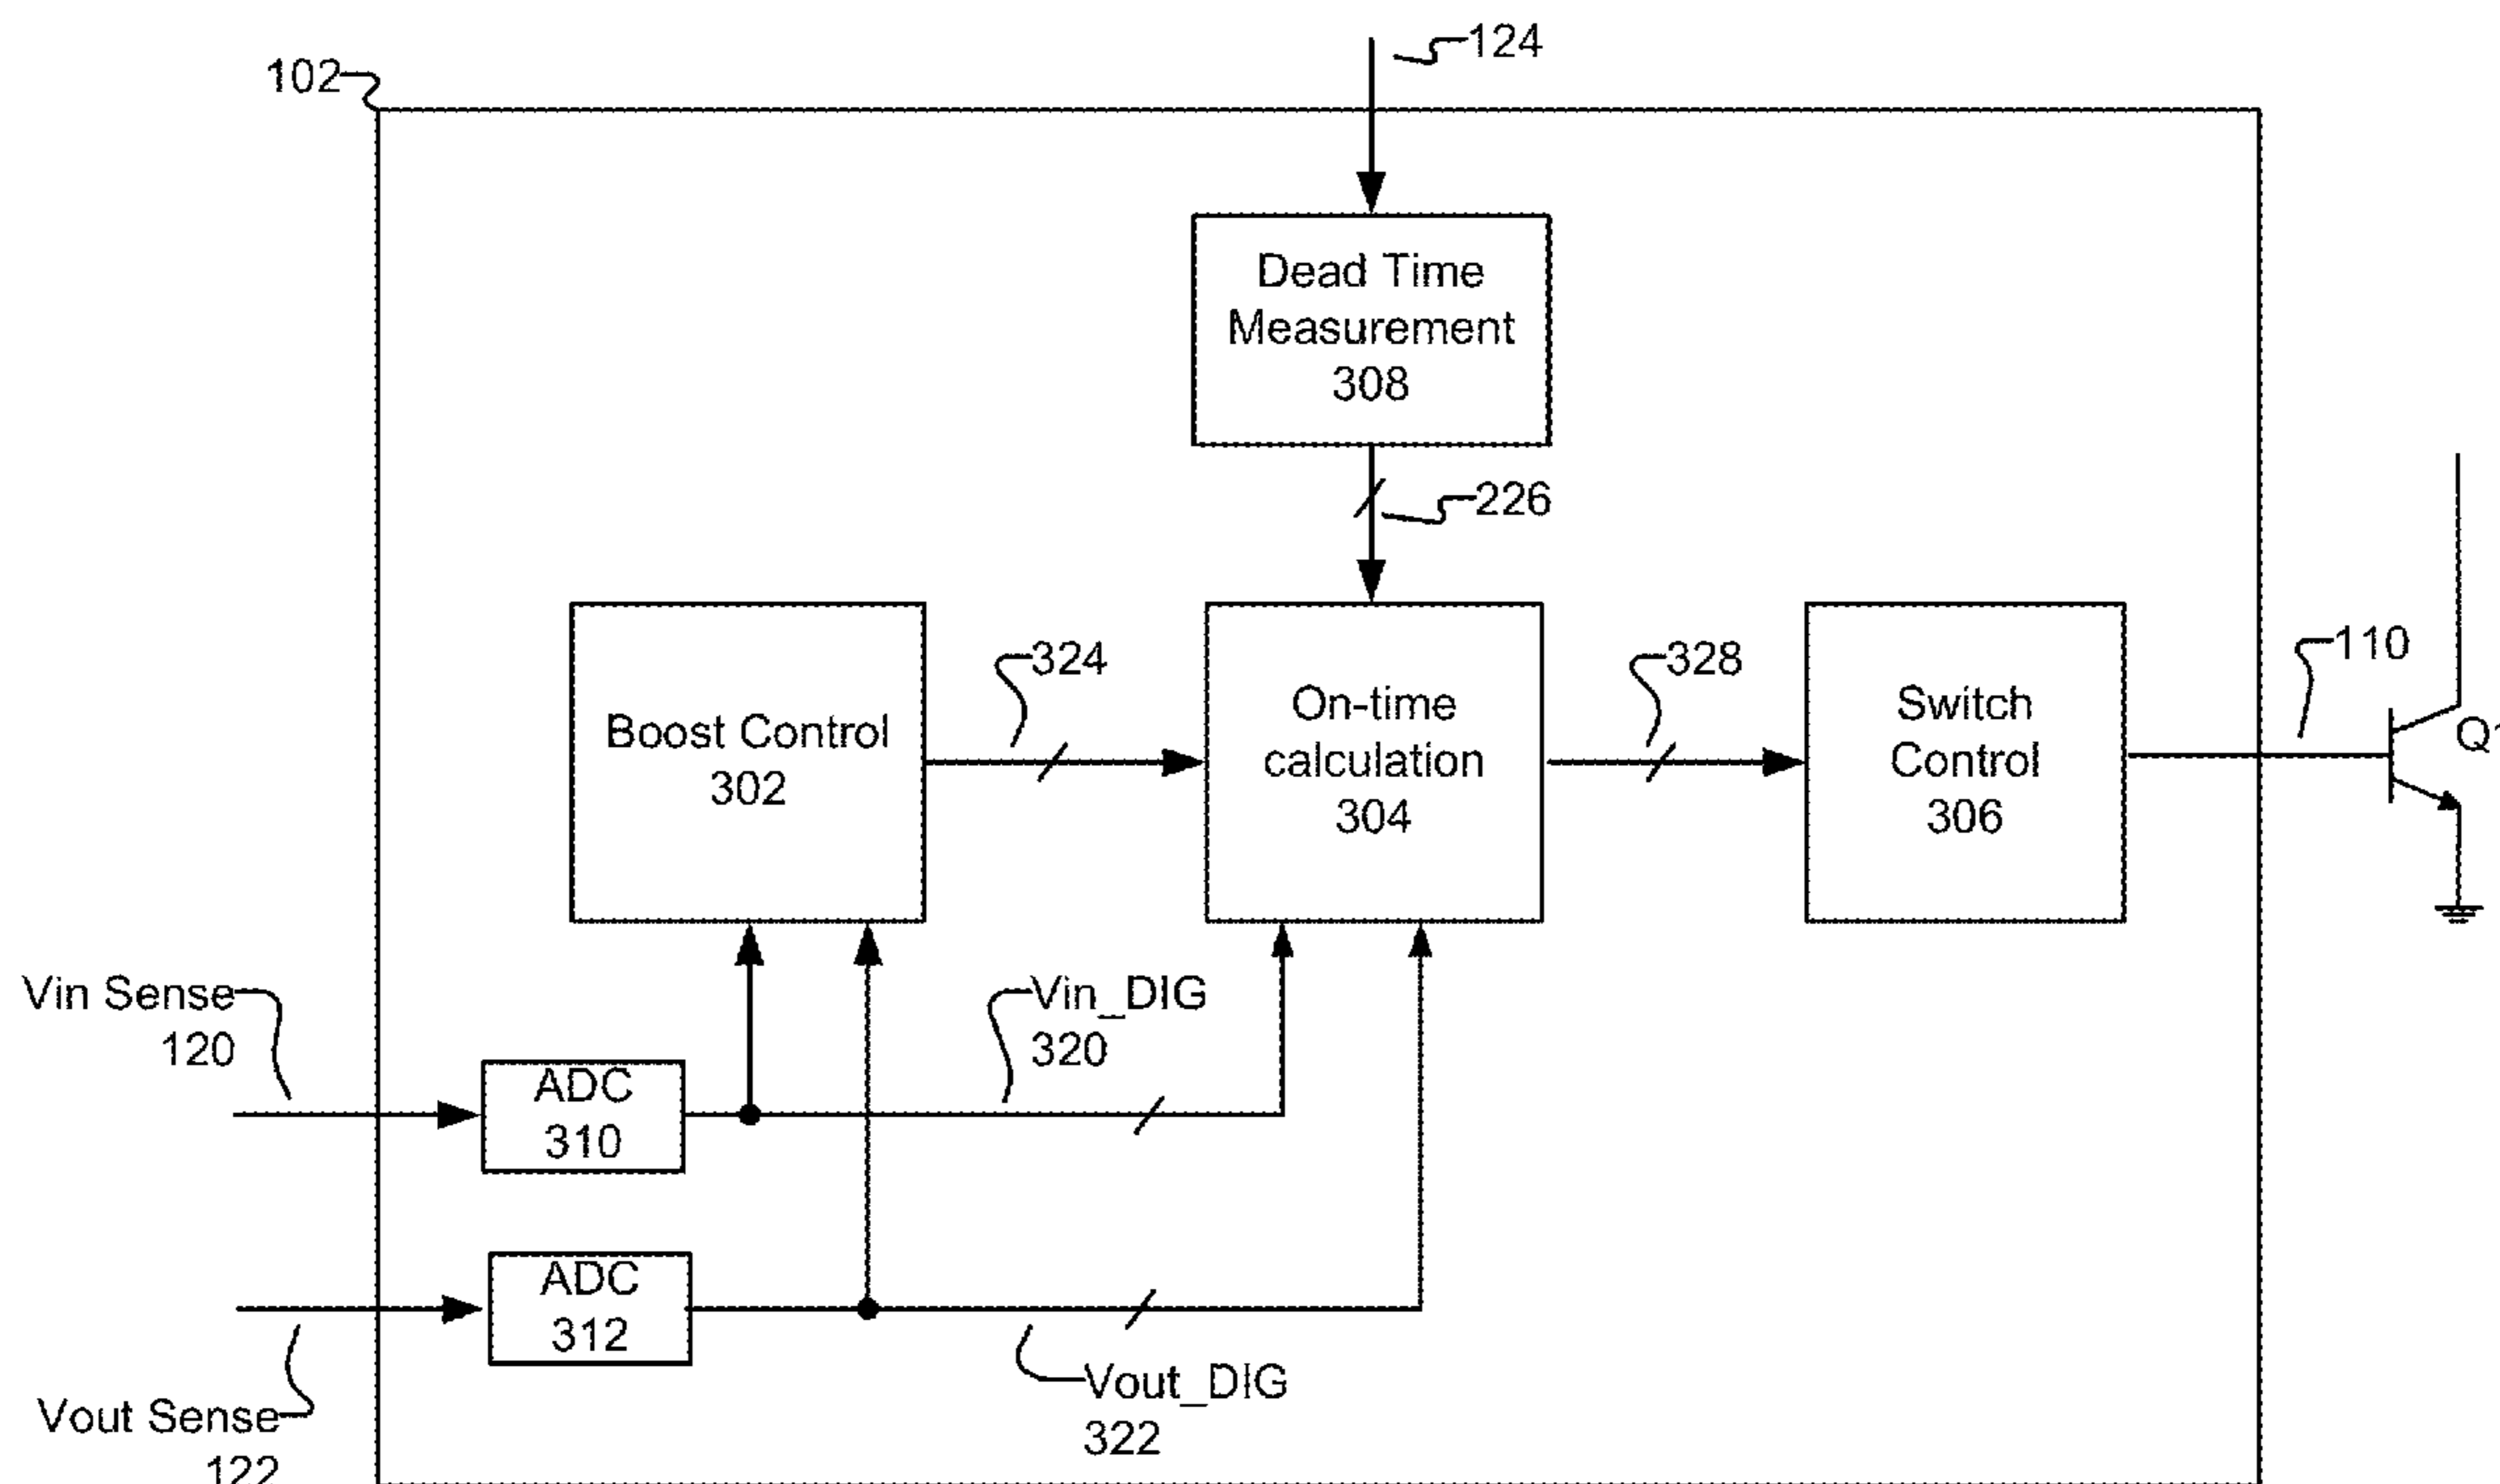 124
102
Dead Time
Measurement
308
226
324
328
110
Boost Control
302
On-time
calculation
304
Switch
Control
306
Q1
Vin Sense
120
Vin_DIG
320
ADC
310
ADC
312
Vout_DIG
322
Vout Sense
122